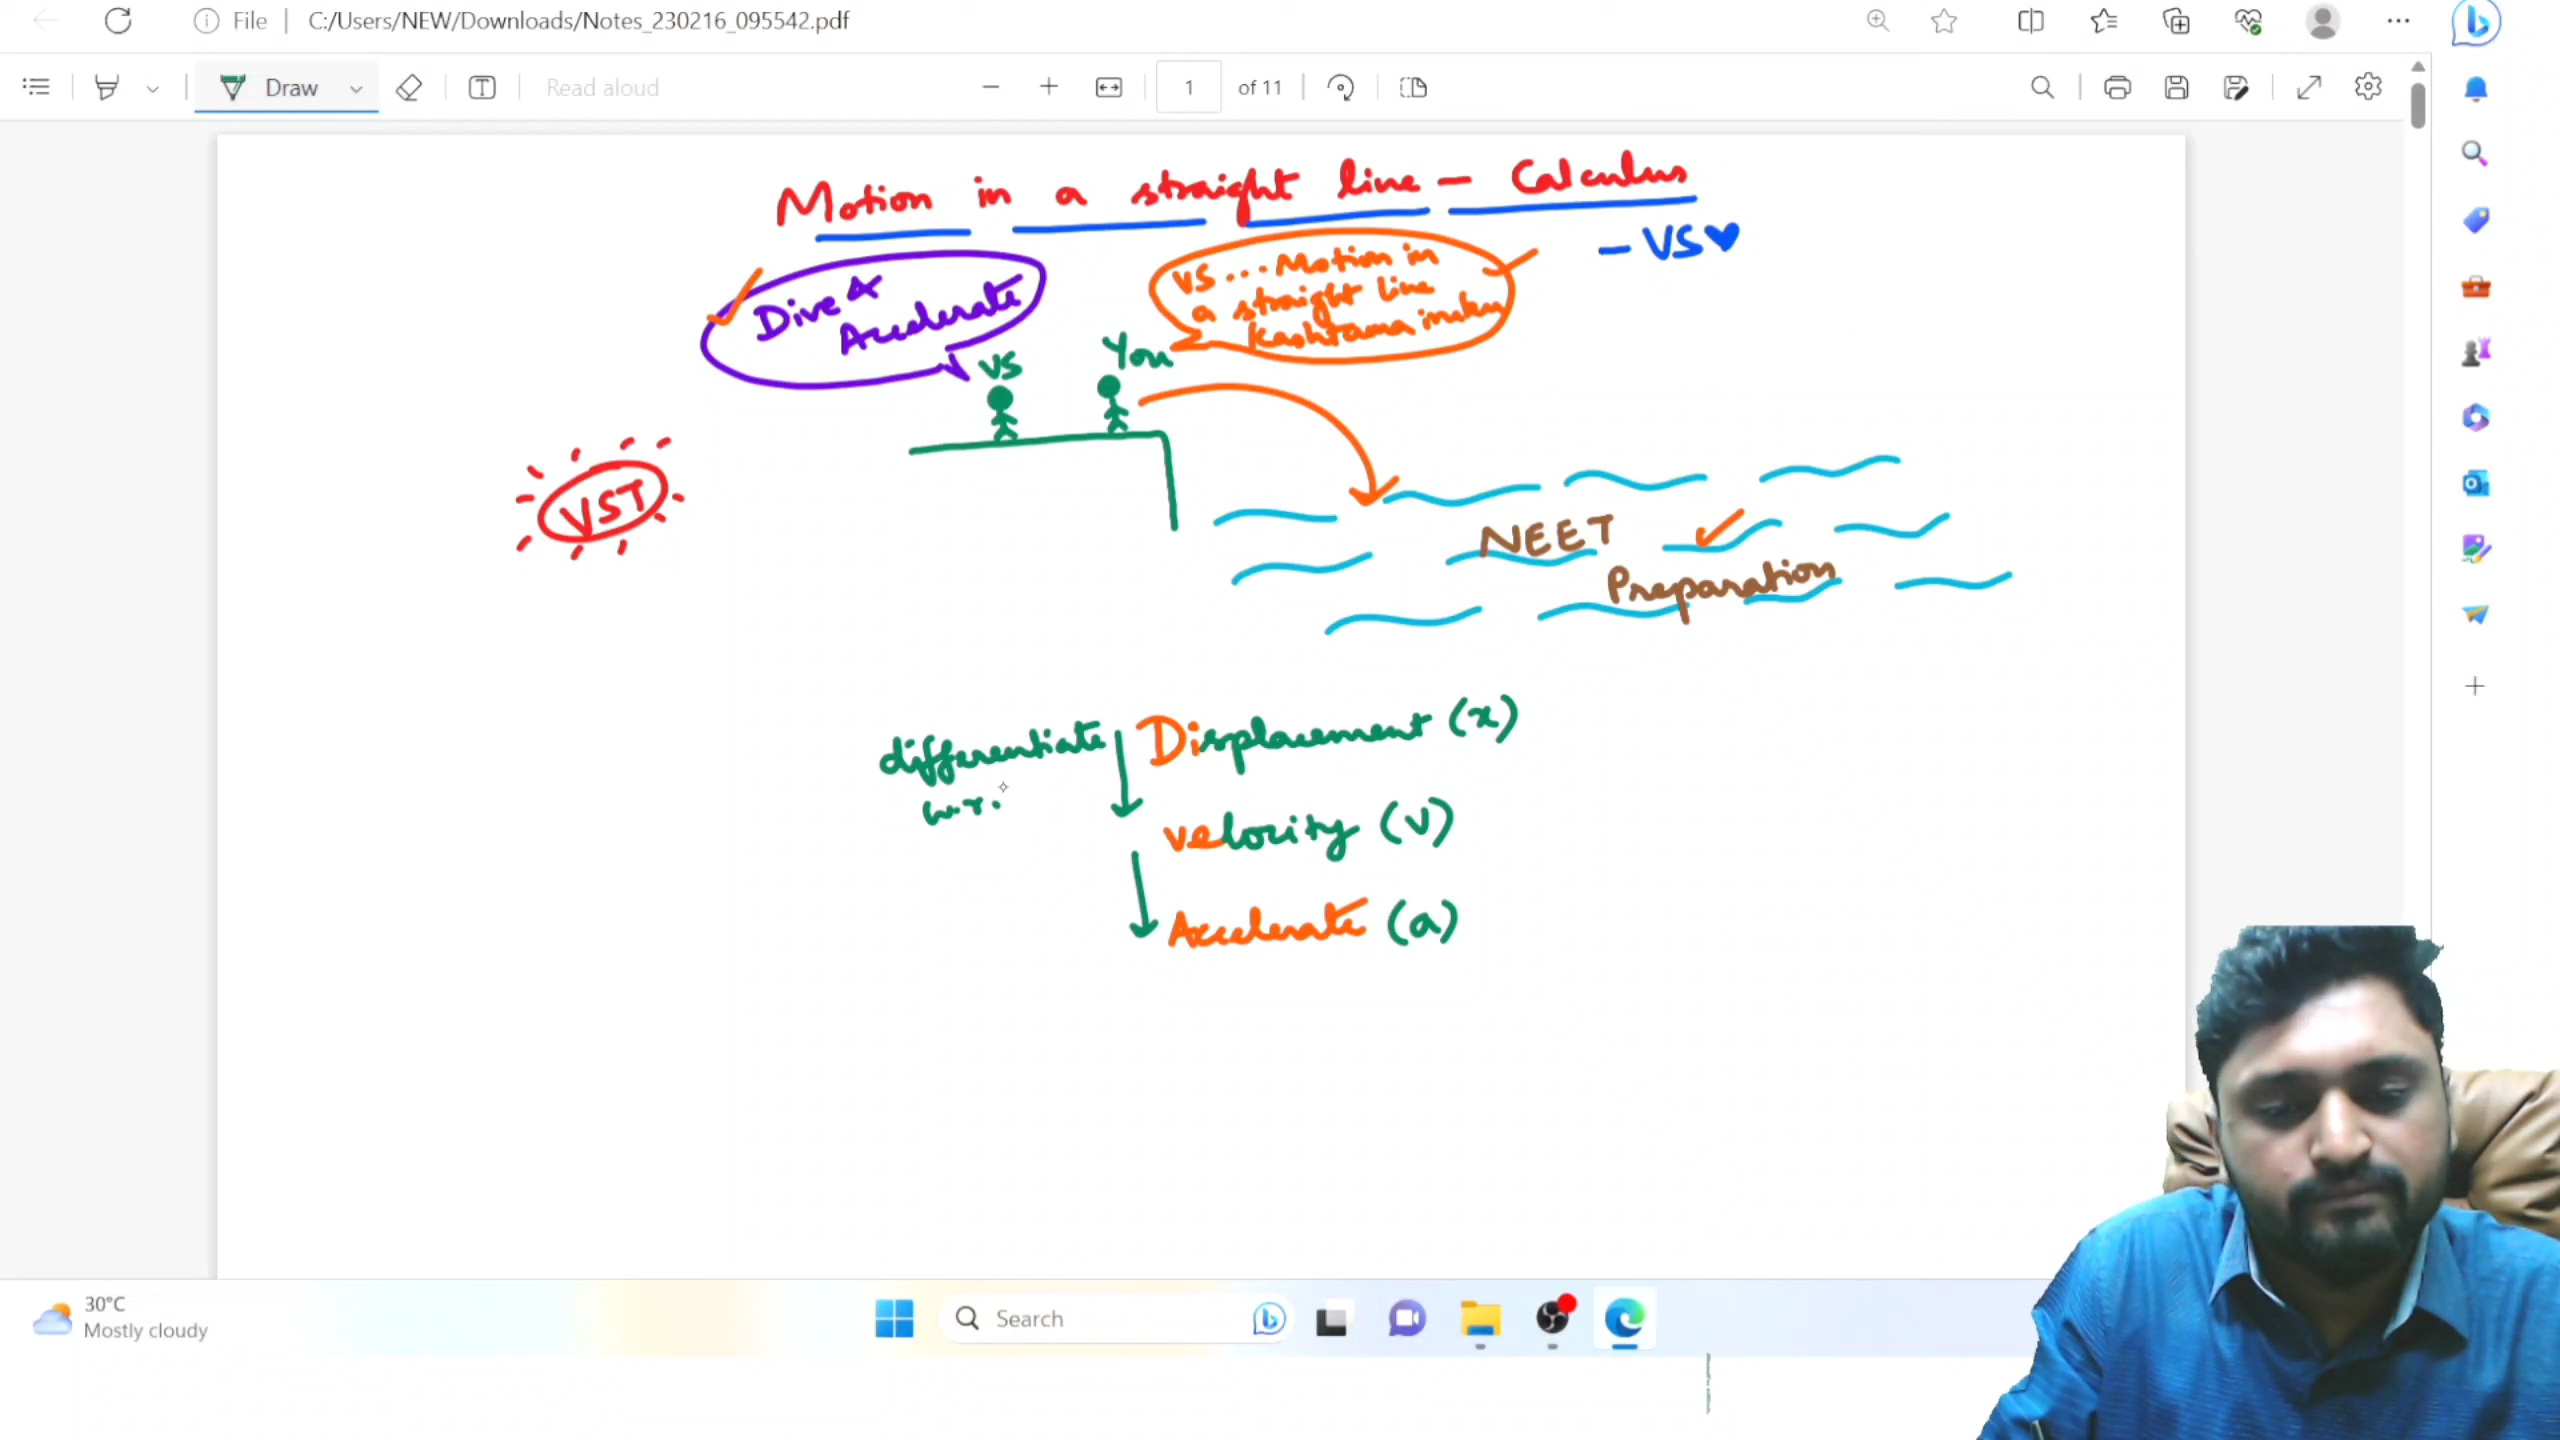 File | C:/Users/NEW/Downloads/Notes_230216_095542.pdf
Draw
Read aloud
1 of 11
Motion in a straight line - Calculus
- VS
Dive &
Accelerate
VS ... Motion in
a straight line
Kashtama iruku
VS
You
VST
NEET
Preparation
differentiate
w.r.
Displacement (x)
velocity (v)
Accelerate (a)
30°C
Mostly cloudy
Search